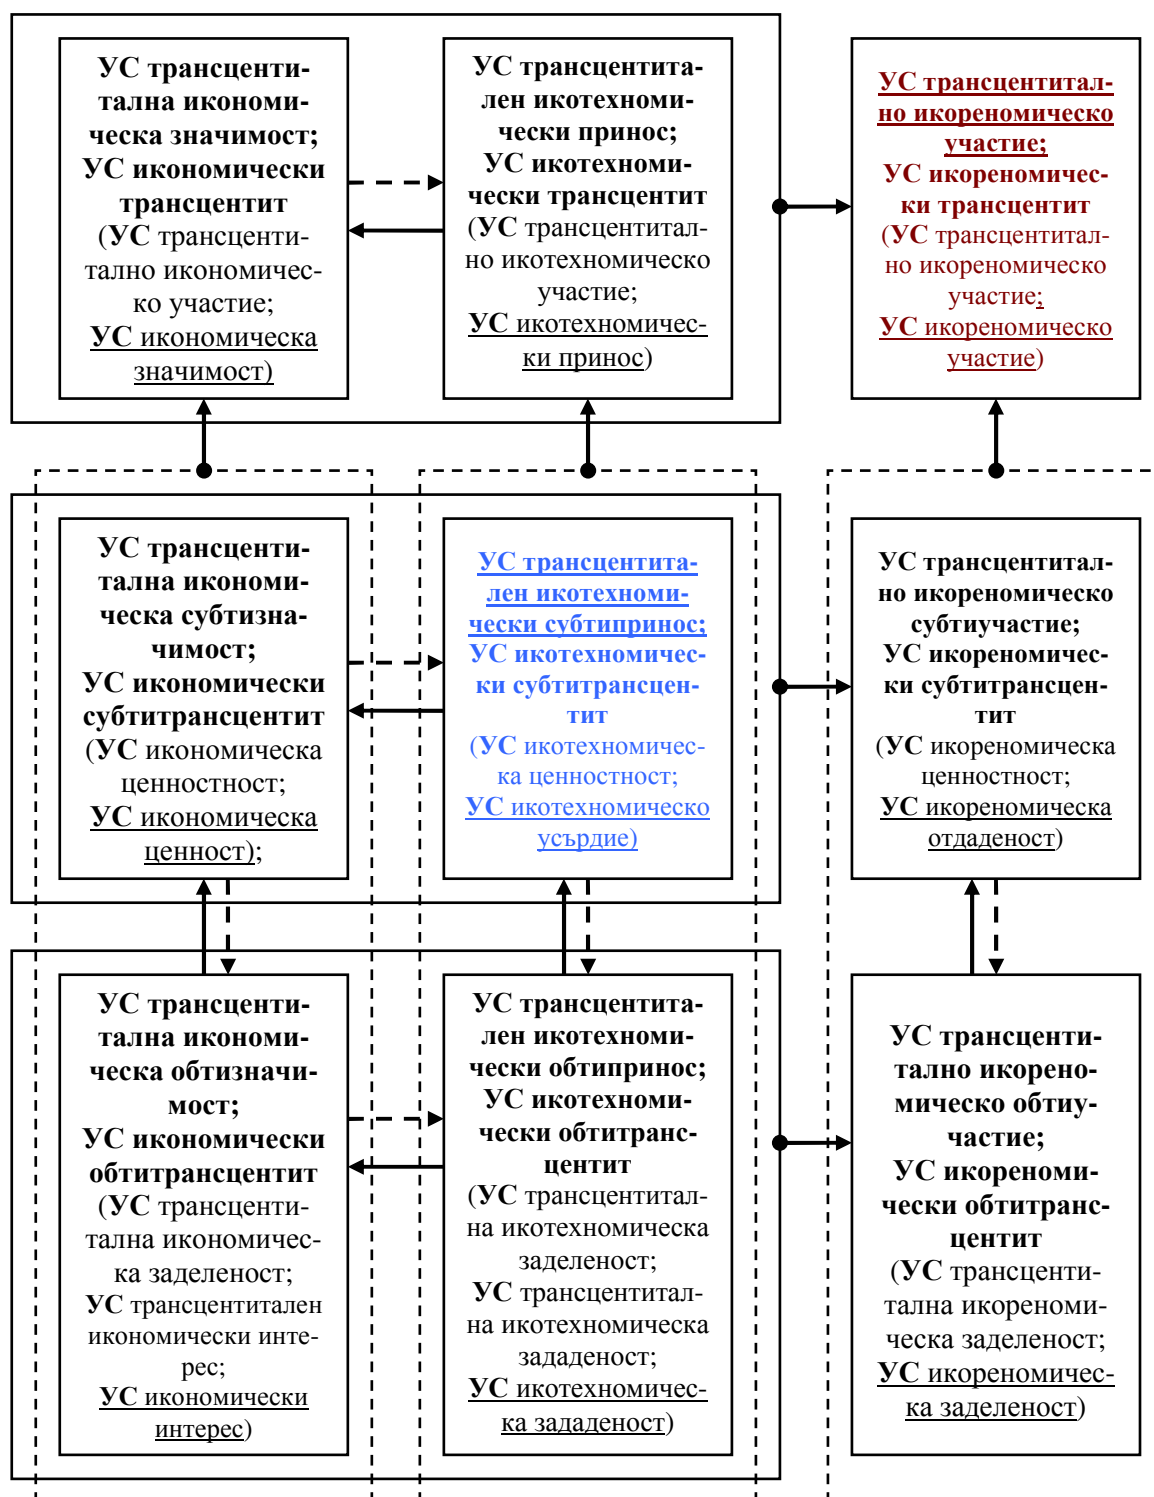 УС трансценти-
тална икономи-
ческа значимост;
УС икономически
трансцентит
(УС трансценти-
тално икономичес-
ко участие;
УС икономическа
значимост)
УС трансцентита-
лен икотехноми-
чески принос;
УС икотехноми-
чески трансцентит
(УС трансцентитал-
но икотехномическо
участие;
УС икотехномичес-
ки принос)
УС трансцентитал-
но икореномическо
участие;
УС икореномичес-
ки трансцентит
(УС трансцентитал-
но икореномическо
участие;
УС икореномическо
участие)
УС трансценти-
тална икономи-
ческа субтизна-
чимост;
УС икономически
субтитрансцентит
(УС икономическа
ценностност;
УС икономическа
ценност);
УС трансцентита-
лен икотехноми-
чески субтипринос;
УС икотехномичес-
ки субтитрансцен-
тит
(УС икотехномичес-
ка ценностност;
УС икотехномическо
усърдие)
УС трансцентитал-
но икореномическо
субтиучастие;
УС икореномичес-
ки субтитрансцен-
тит
(УС икореномическа
ценностност;
УС икореномическа
отдаденост)
УС трансценти-
тална икономи-
ческа обтизначи-
мост;
УС икономически
обтитрансцентит
(УС трансценти-
тална икономичес-
ка заделеност;
УС трансцентитален
икономически инте-
рес;
УС икономически
интерес)
УС трансцентита-
лен икотехноми-
чески обтипринос;
УС икотехноми-
чески обтитранс-
центит
(УС трансцентитал-
на икотехномическа
заделеност;
УС трансцентитал-
на икотехномическа
зададеност;
УС икотехномичес-
ка зададеност)
УС трансценти-
тално икорено-
мическо обтиу-
частие;
УС икореноми-
чески обтитранс-
центит
(УС трансценти-
тална икореноми-
ческа заделеност;
УС икореномичес-
ка заделеност)